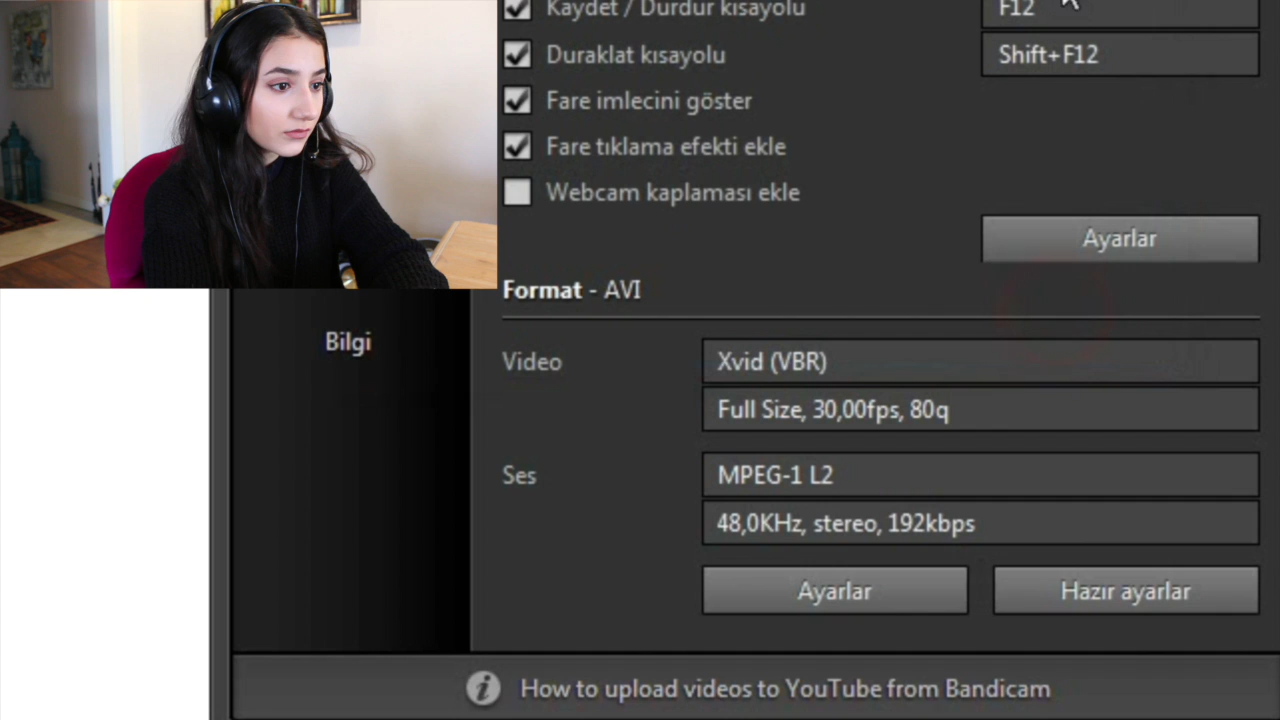 Kaydet / Durdur kısayolu
F12
Duraklat kısayolu
Shift+F12
Fare imlecini göster
Fare tıklama efekti ekle
Webcam kaplaması ekle
Ayarlar
Format - AVI
Bilgi
Video
Xvid (VBR)
Full Size, 30,00fps, 80q
Ses
MPEG-1 L2
48,0KHz, stereo, 192kbps
Ayarlar
Hazır ayarlar
How to upload videos to YouTube from Bandicam